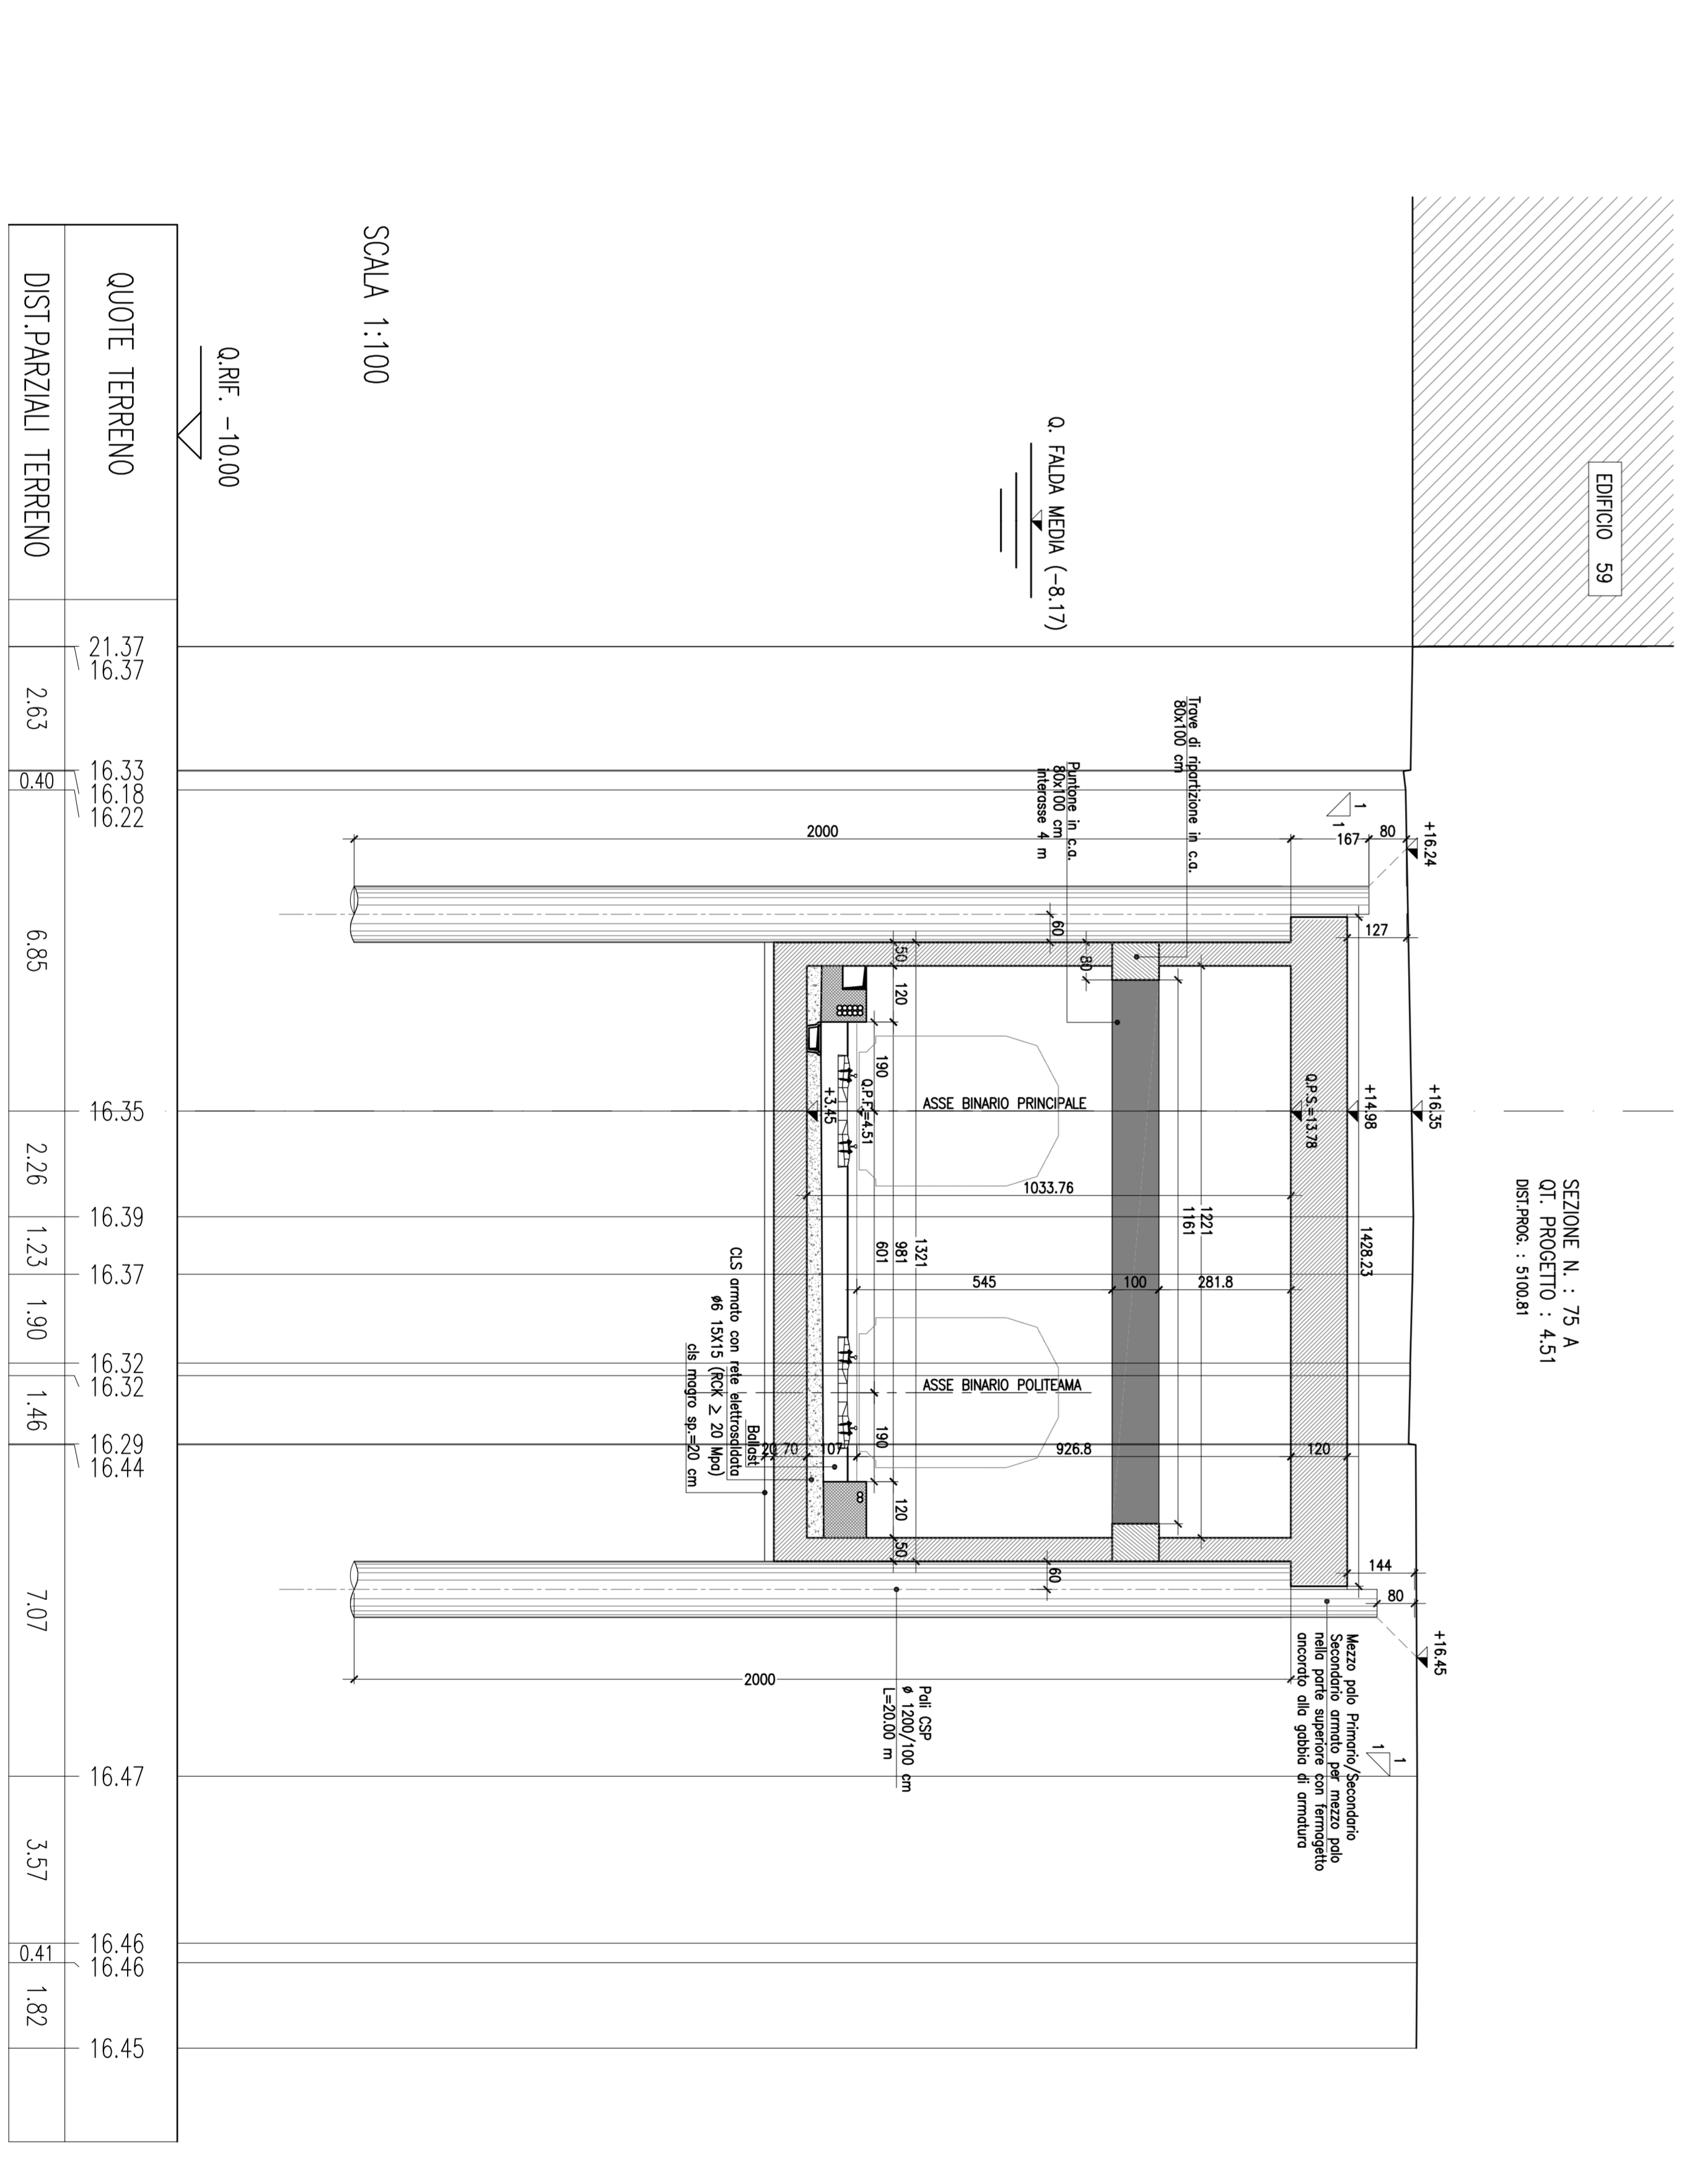 SEZIONE N. : 75 A
QT. PROGETTO : 4.51
DIST.PROG. : 5100.81
EDIFICIO 59
+16.24
+16.35
+16.45
80
167
127
1
1
+14.98
Q.P.S.=13.78
1428.23
144
80
1
1
Mezzo palo Primario/Secondario
Secondario armato per mezzo palo
nella parte superiore con fermagetto
ancorato alla gabbia di armatura
Trave di ripartizione in c.a.
80x100 cm
1221
1161
281.8
100
545
120
926.8
1033.76
Puntone in c.a.
80x100 cm
interasse 4 m
Q. FALDA MEDIA (-8.17)
80
60
60
ASSE BINARIO PRINCIPALE
ASSE BINARIO POLITEAMA
2000
2000
1321
50
120
981
120
50
190
601
190
Q.P.F.=4.51
+3.45
Pali CSP
ø 1200/100 cm
L=20.00 m
107
70
20
Ballast
CLS armato con rete elettrosaldata
ø6 15X15 (RCK ≥ 20 Mpa)
cls magro sp.=20 cm
SCALA 1:100
Q.RIF. -10.00
QUOTE TERRENO
21.37
16.37
16.33
16.18
16.22
16.35
16.39
16.37
16.32
16.32
16.29
16.44
16.47
16.46
16.46
16.45
DIST.PARZIALI TERRENO
2.63
0.40
6.85
2.26
1.23
1.90
1.46
7.07
3.57
0.41
1.82